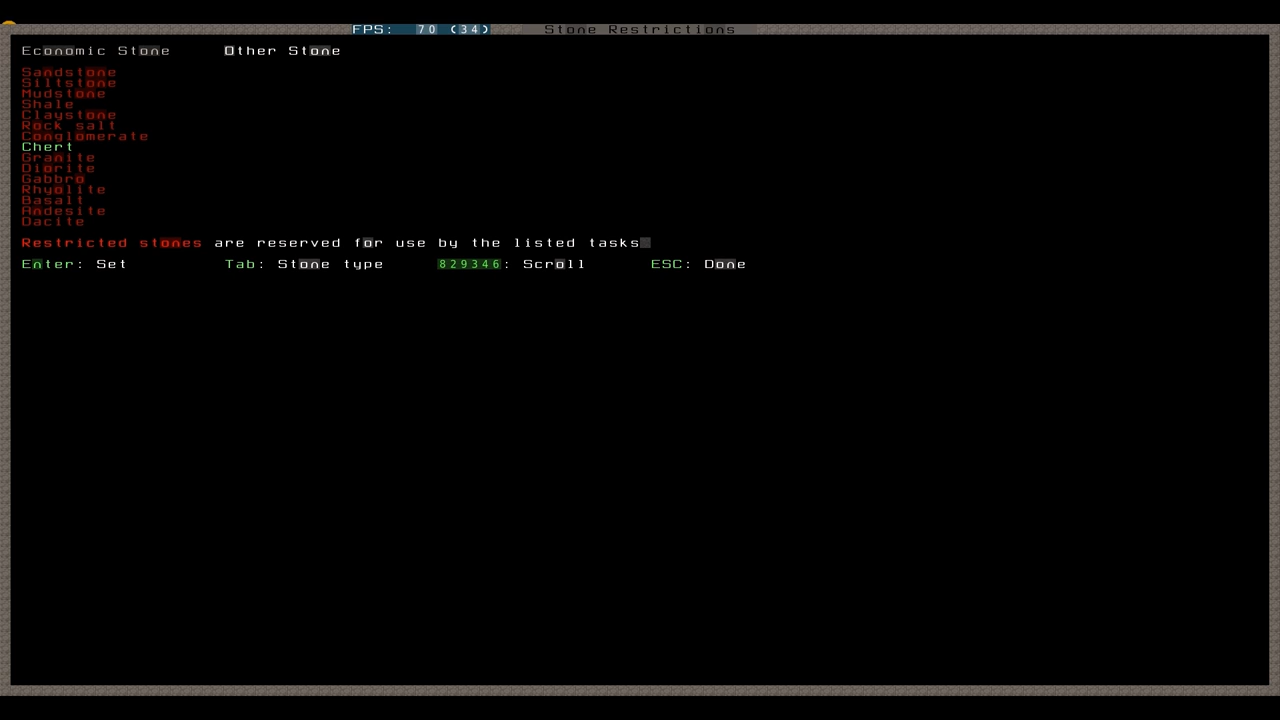 FPS: 70 (34) Stone Restrictions
Economic Stone Other Stone
Sandstone
Siltstone
Mudstone
Shale
Claystone
Rock salt
Conglomerate
Chert
Granite
Diorite
Gabbro
Rhyolite
Basalt
Andesite
Dacite
Restricted stones are reserved for use by the listed tasks
Enter: Set Tab: Stone type 829346: Scroll ESC: Done